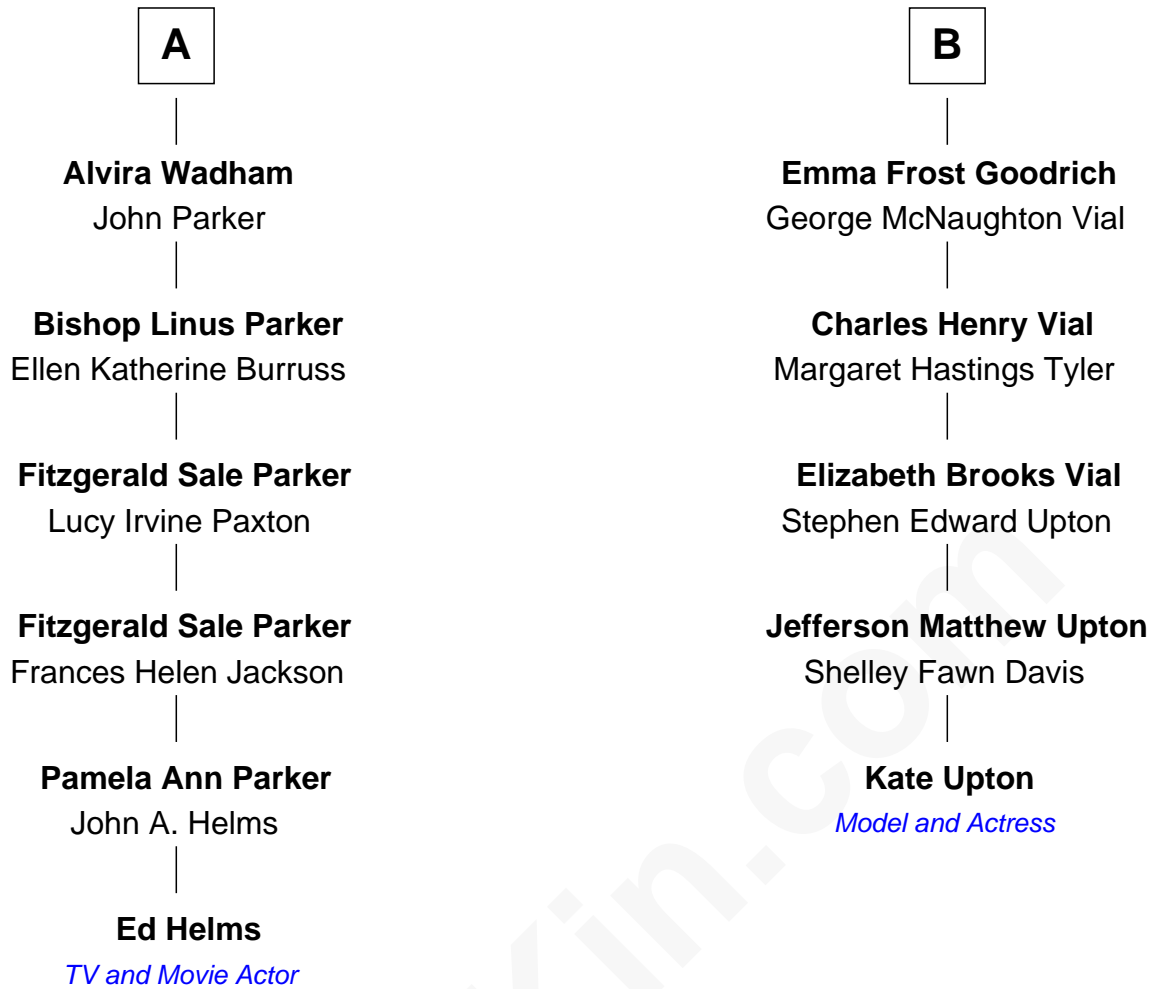 A
Alvira Wadham
John Parker
Bishop Linus Parker
Ellen Katherine Burruss
Fitzgerald Sale Parker
Lucy Irvine Paxton
Fitzgerald Sale Parker
Frances Helen Jackson
Pamela Ann Parker
John A. Helms
Ed Helms
TV and Movie Actor
B
Emma Frost Goodrich
George McNaughton Vial
Charles Henry Vial
Margaret Hastings Tyler
Elizabeth Brooks Vial
Stephen Edward Upton
Jefferson Matthew Upton
Shelley Fawn Davis
Kate Upton
Model and Actress
Kin.com